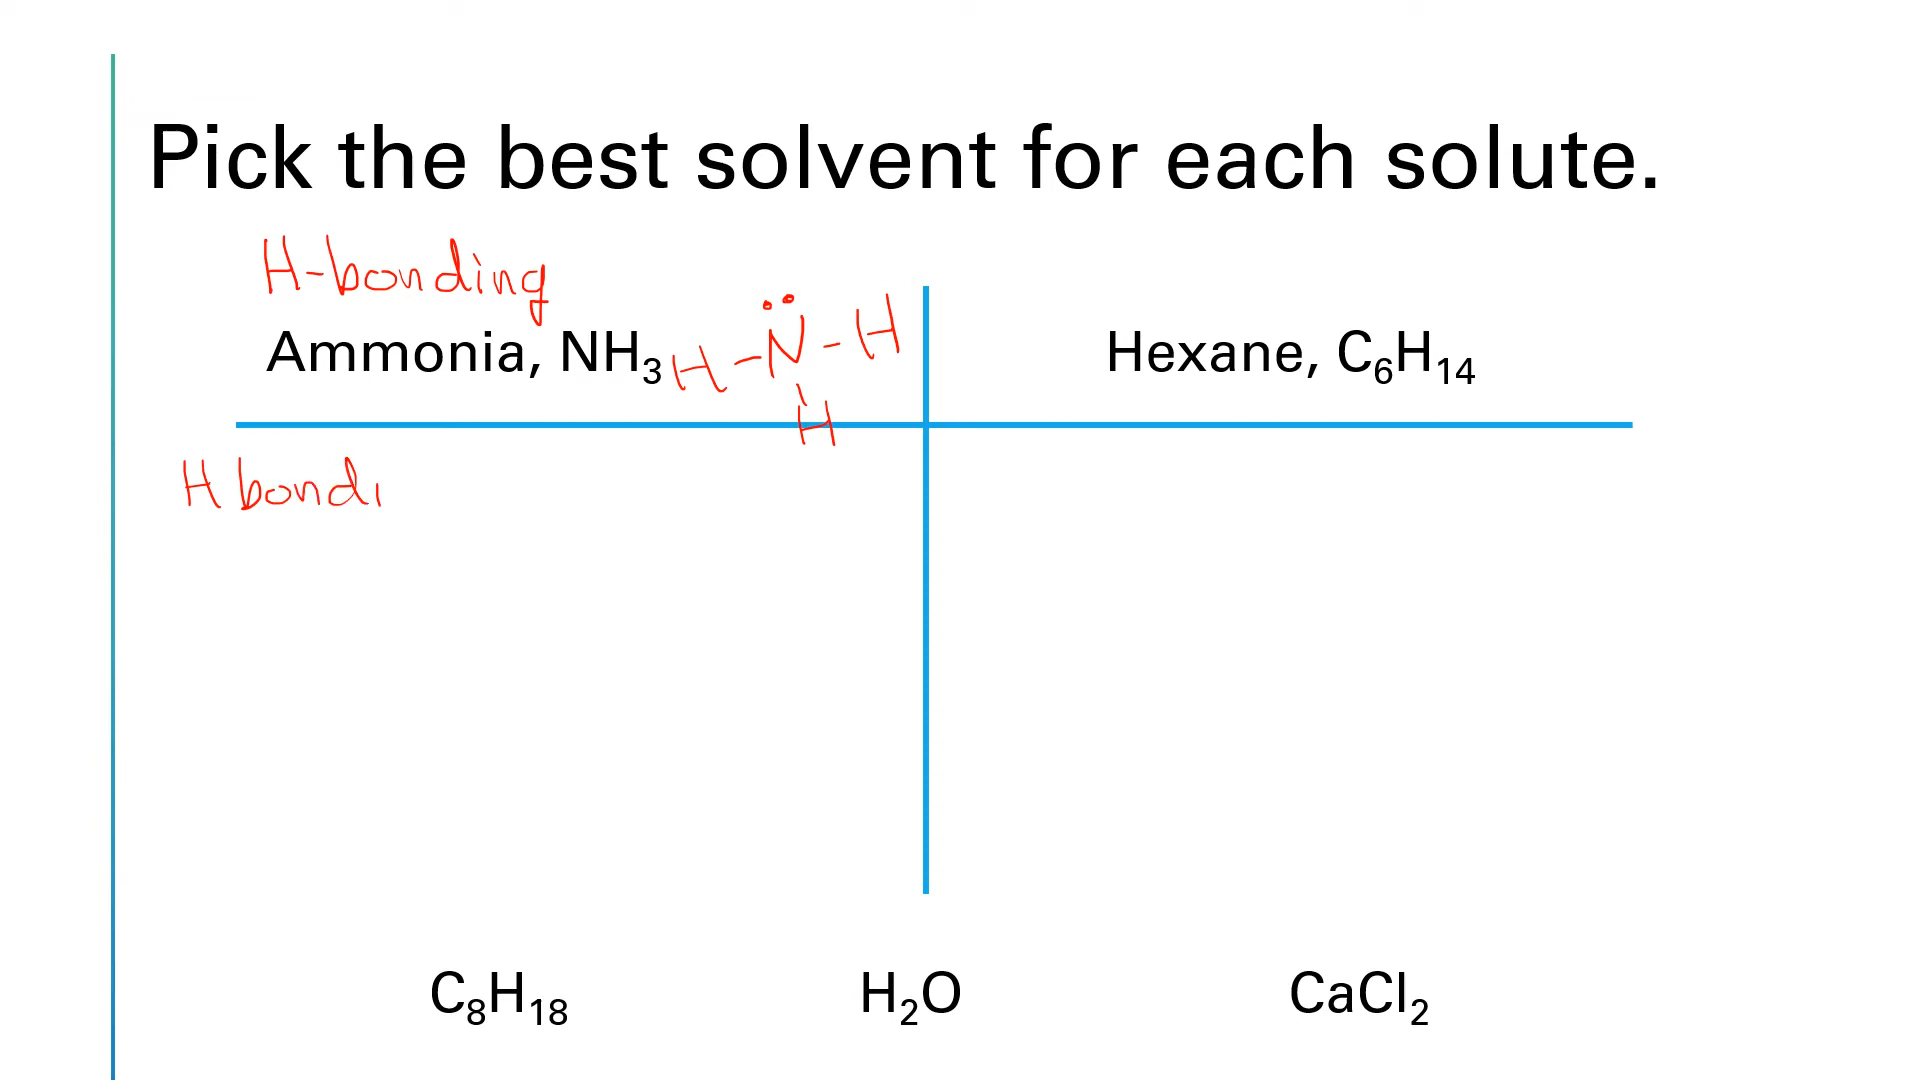 Pick the best solvent for each solute.
H-bonding
Ammonia, NH₃ H-N̈-H
H
Hexane, C₆H₁₄
H bondi
C₈H₁₈ H₂O CaCl₂